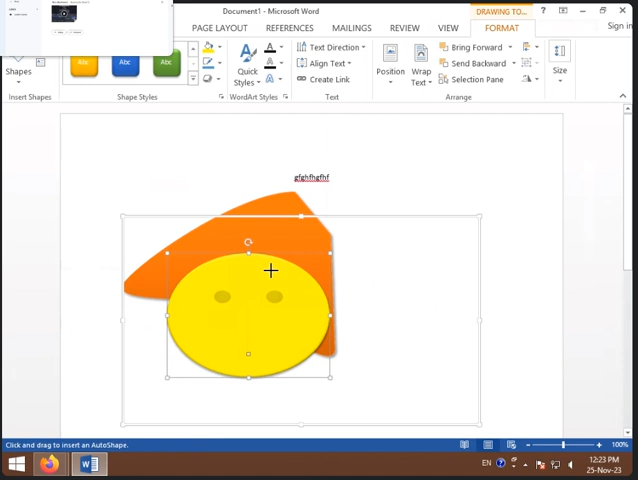 Document1 - Microsoft Word
DRAWING TO...
PAGE LAYOUT
REFERENCES
MAILINGS
REVIEW
VIEW
FORMAT
Sign in
Shapes
Abc
Abc
Abc
Quick
Styles
Text Direction
Align Text
Create Link
Position
Wrap
Text
Bring Forward
Send Backward
Selection Pane
Size
Insert Shapes
Shape Styles
WordArt Styles
Text
Arrange
gfghfhgfhf
Click and drag to insert an AutoShape.
100%
EN
12:23 PM
25-Nov-23